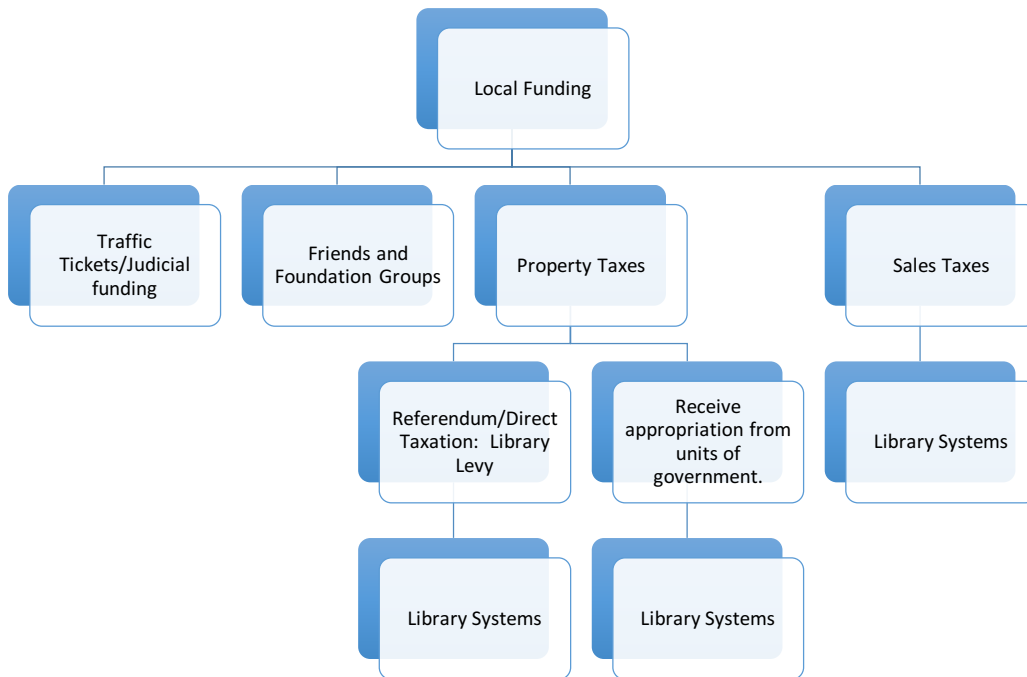 Local Funding
Traffic
Tickets/Judicial
funding
Friends and
Foundation Groups
Property Taxes
Sales Taxes
Referendum/Direct
Taxation: Library
Levy
Receive
appropriation from
units of
government.
Library Systems
Library Systems
Library Systems